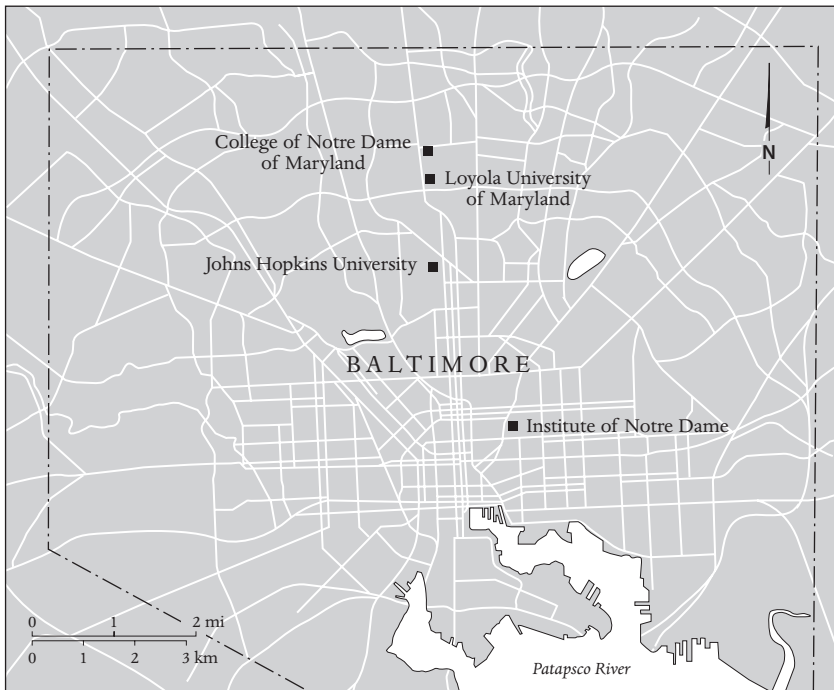 College of Notre Dame
of Maryland
N
Loyola University
of Maryland
Johns Hopkins University
BALTIMORE
Institute of Notre Dame
0 1 2 mi
0 1 2 3 km
Patapsco River